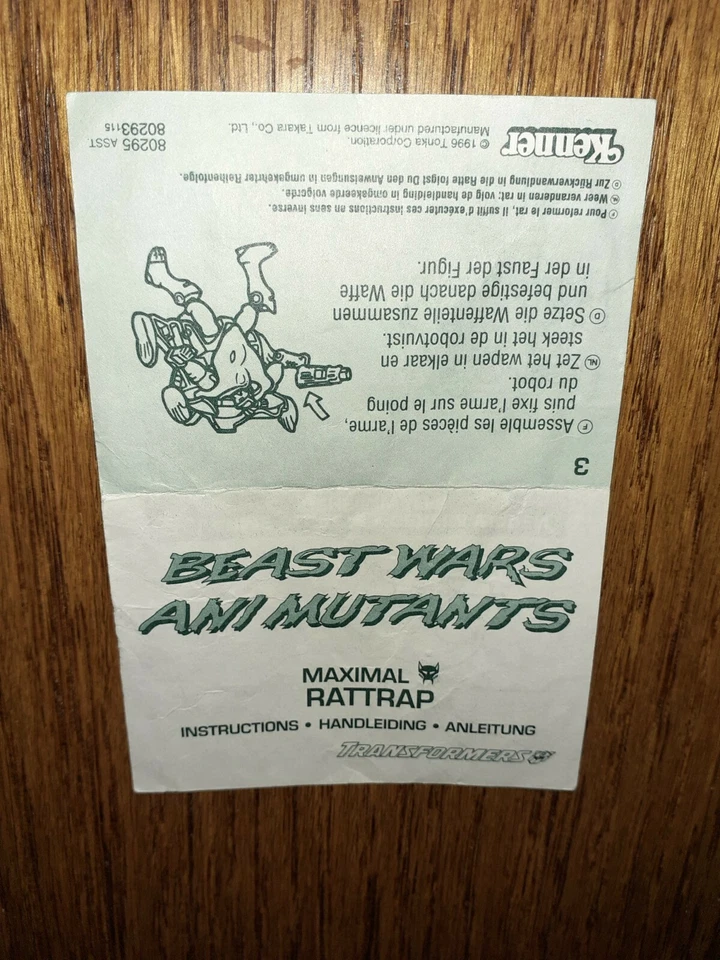 BEAST WARS
ANI MUTANTS
MAXIMAL
RATTRAP
INSTRUCTIONS • HANDLEIDING • ANLEITUNG
TRANSFORMERS
3
F Assemble les pièces de l'arme,
puis fixe l'arme sur le poing
du robot.
NL Zet het wapen in elkaar en
steek het in de robotvuist.
D Setze die Waffenteile zusammen
und befestige danach die Waffe
in der Faust der Figur.
F Pour reformer le rat, il suffit d'exécuter ces instructions en sens inverse.
NL Weer veranderen in rat: volg de handleiding in omgekeerde volgorde.
D Zur Rückverwandlung in die Ratte folgst Du den Anweisungen in umgekehrter Reihenfolge.
Kenner
© 1996 Tonka Corporation.
Manufactured under licence from Takara Co., Ltd.
80295 ASST
80293 115